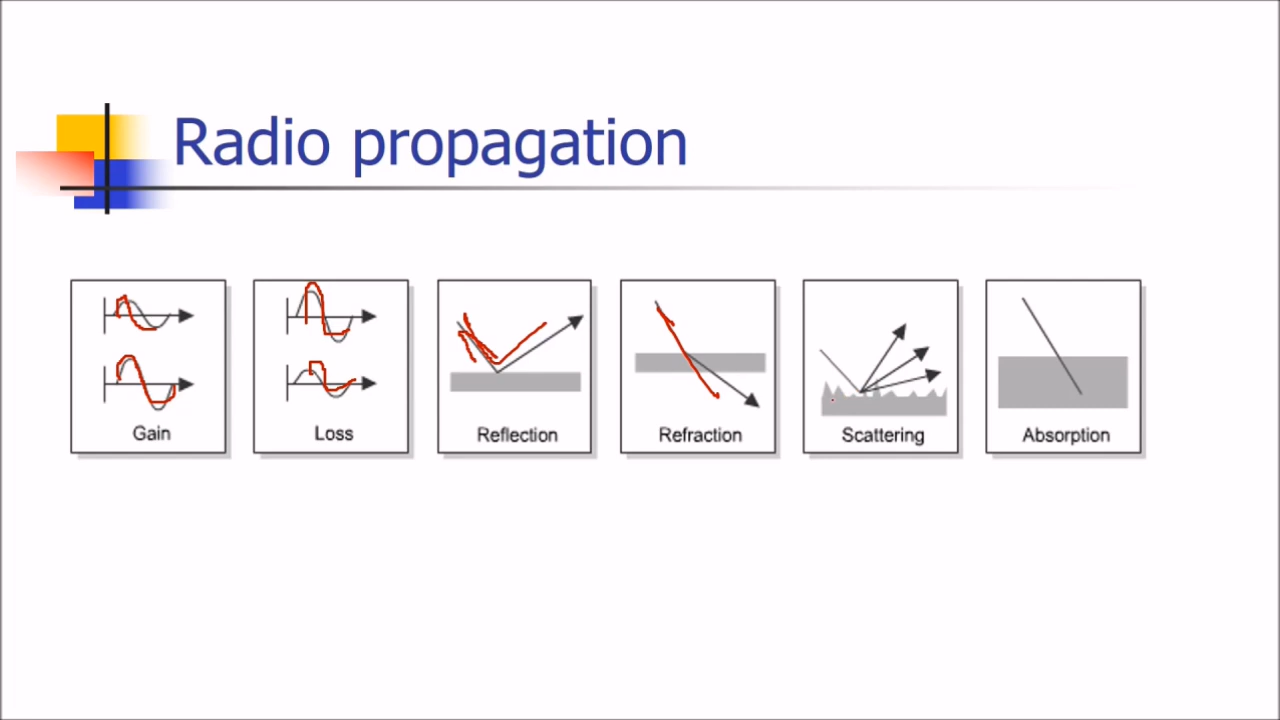 Radio propagation
Gain
Loss
Reflection
Refraction
Scattering
Absorption